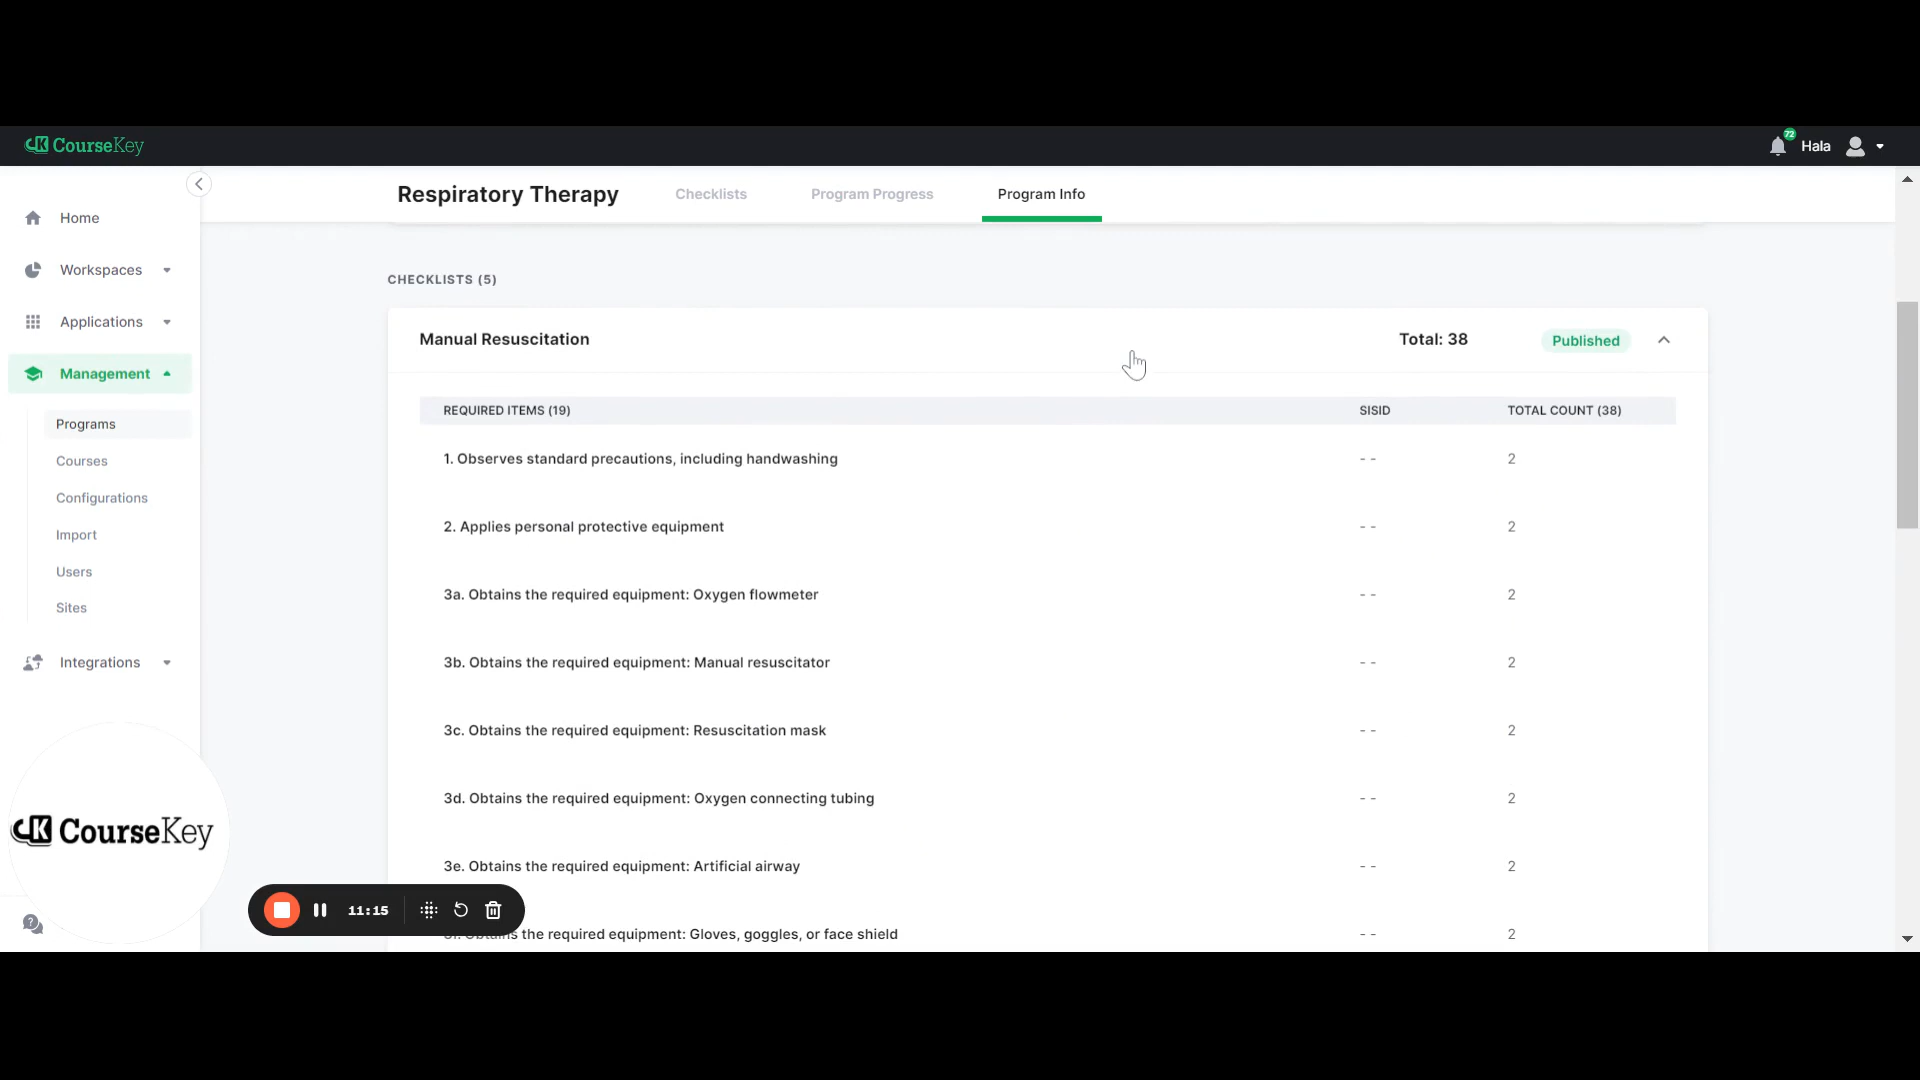 CourseKey
72
Hala
Respiratory Therapy
Checklists
Program Progress
Program Info
Home
Workspaces
Applications
Management
Programs
Courses
Configurations
Import
Users
Sites
Integrations
CHECKLISTS (5)
Manual Resuscitation
Total: 38
Published
REQUIRED ITEMS (19) SISID TOTAL COUNT (38)
1. Observes standard precautions, including handwashing - - 2
2. Applies personal protective equipment - - 2
3a. Obtains the required equipment: Oxygen flowmeter - - 2
3b. Obtains the required equipment: Manual resuscitator - - 2
3c. Obtains the required equipment: Resuscitation mask - - 2
3d. Obtains the required equipment: Oxygen connecting tubing - - 2
3e. Obtains the required equipment: Artificial airway - - 2
the required equipment: Gloves, goggles, or face shield - - 2
CourseKey
11:15